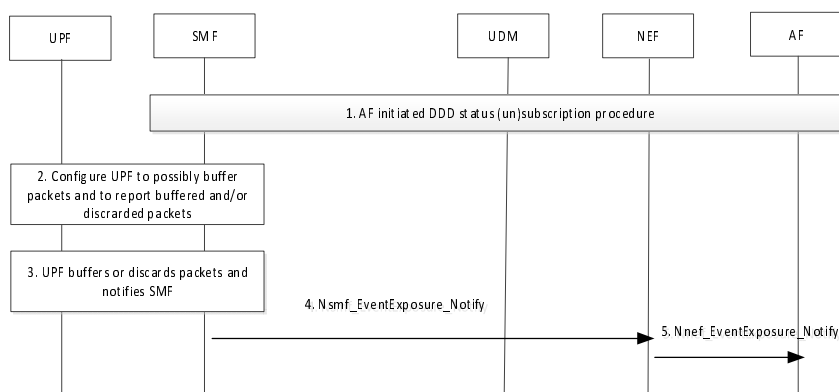 UPF
SMF
UDM
NEF
AF
1. AF initiated DDD status (un)subscription procedure
2. Configure UPF to possibly buffer
packets and to report buffered and/or
discrarded packets
3. UPF buffers or discards packets and
notifies SMF
4. Nsmf_EventExposure_Notify
5. Nnef_EventExposure_Notify